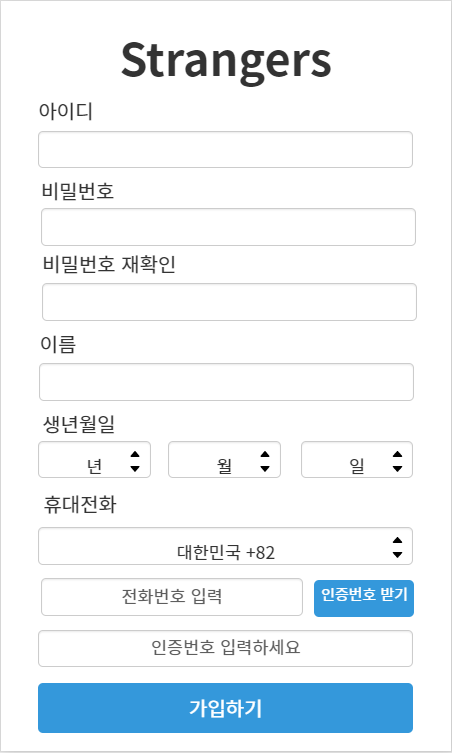 Strangers
아이디
비밀번호
비밀번호 재확인
이름
생년월일
년 월 일
휴대전화
대한민국 +82
전화번호 입력 인증번호 받기
인증번호 입력하세요
가입하기